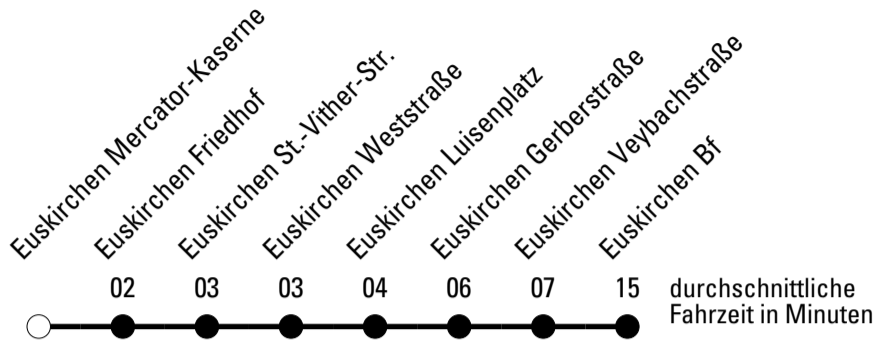 Euskirchen Mercator-Kaserne
Euskirchen Friedhof
Euskirchen St.-Vither-Str.
Euskirchen Weststraße
Euskirchen Luisenplatz
Euskirchen Gerberstraße
Euskirchen Veybachstraße
Euskirchen Bf
02 03 03 04 06 07 15 durchschnittliche
Fahrzeit in Minuten